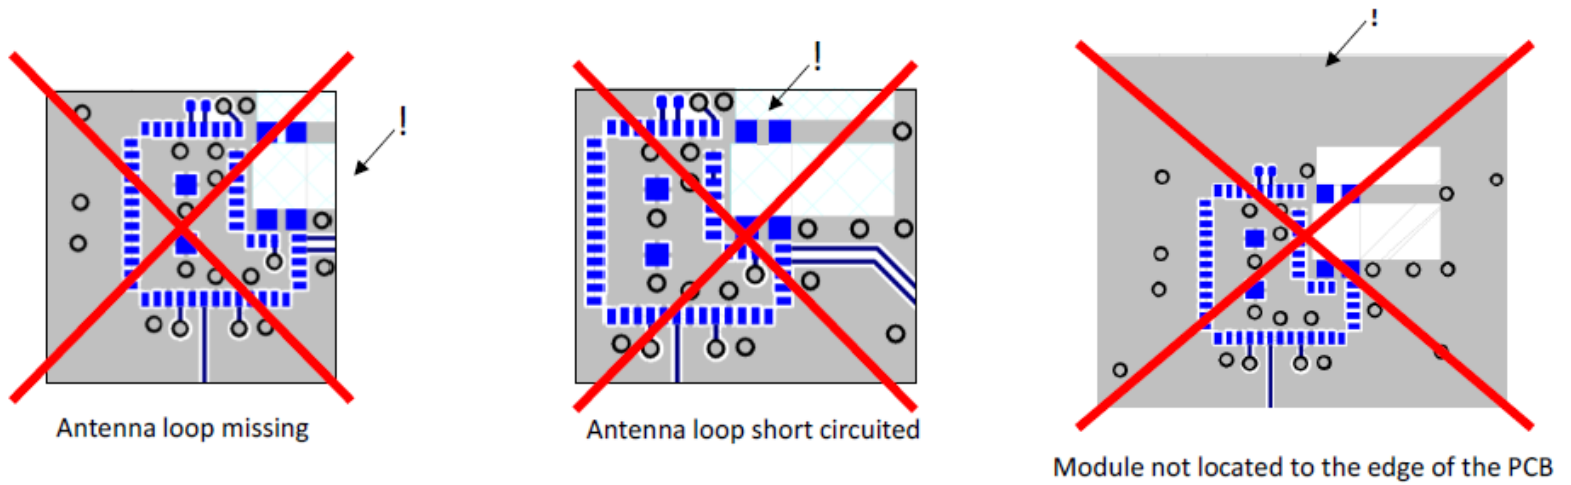 !
!
!
Antenna loop missing
Antenna loop short circuited
Module not located to the edge of the PCB